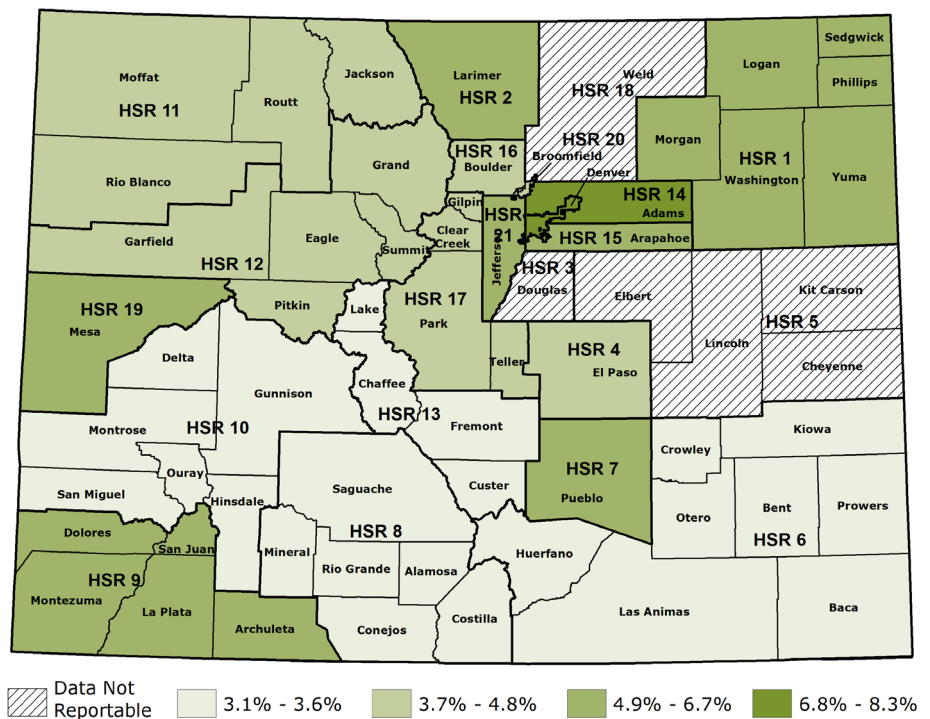 Sedgwick
Logan
Phillips
Moffat
HSR 11
Routt
Jackson
Larimer
HSR 2
Weld
HSR 18
HSR 20
Morgan
HSR 1
Washington
Yuma
Rio Blanco
Grand
HSR 16
Boulder
Broomfield
Denver
HSR 14
Adams
Gilpin
HSR
21
Clear
Creek
Jefferson
HSR 15
Arapahoe
Garfield
HSR 12
Eagle
Summit
HSR 3
Douglas
Elbert
Kit Carson
HSR 5
Lincoln
Cheyenne
HSR 19
Mesa
Pitkin
Lake
HSR 17
Park
Teller
HSR 4
El Paso
Delta
Gunnison
Chaffee
HSR 13
Fremont
Montrose
HSR 10
Ouray
San Miguel
Hinsdale
Saguache
HSR 8
Custer
HSR 7
Pueblo
Crowley
Kiowa
Otero
Bent
HSR 6
Prowers
Dolores
San Juan
HSR 9
Montezuma
La Plata
Archuleta
Mineral
Rio Grande
Alamosa
Conejos
Costilla
Huerfano
Las Animas
Baca
Data Not
Reportable
3.1% - 3.6%
3.7% - 4.8%
4.9% - 6.7%
6.8% - 8.3%